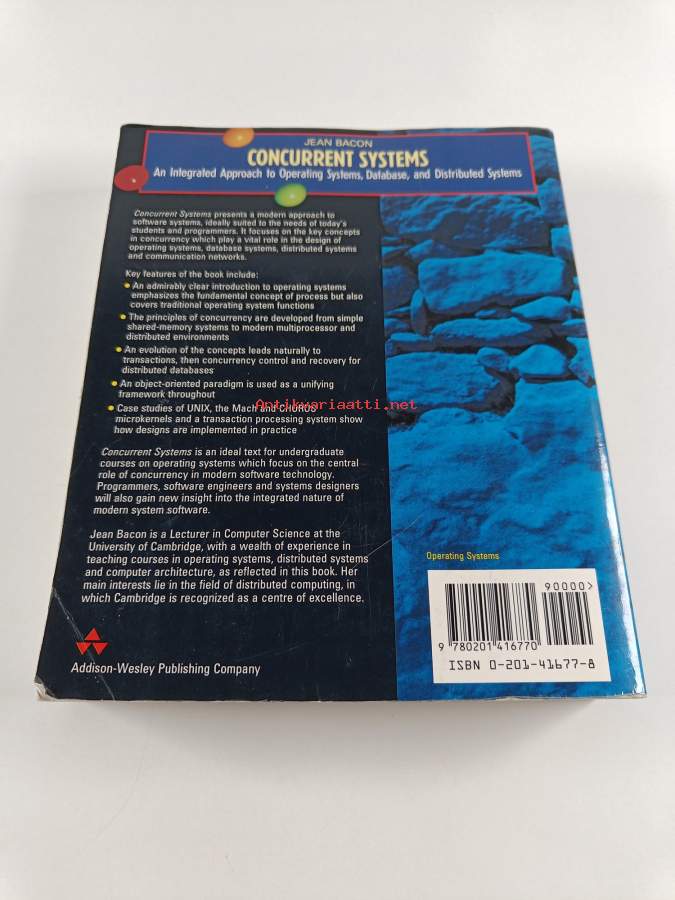 JEAN BACON
CONCURRENT SYSTEMS
An Integrated Approach to Operating Systems, Database, and Distributed Systems
Concurrent Systems presents a modern approach to
software systems, ideally suited to the needs of today's
students and programmers. It focuses on the key concepts
in concurrency which play a vital role in the design of
operating systems, database systems, distributed systems
and communication networks.
Key features of the book include:
• An admirably clear introduction to operating systems
emphasizes the fundamental concept of process but also
covers traditional operating system functions
• The principles of concurrency are developed from simple
shared-memory systems to modern multiprocessor and
distributed environments
• An evolution of the concepts leads naturally to
transactions, then concurrency control and recovery for
distributed databases
• An object-oriented paradigm is used as a unifying
framework throughout
Antikvariaatti.net
• Case studies of UNIX, the Mach and CHORUS
microkernels and a transaction processing system show
how designs are implemented in practice
Concurrent Systems is an ideal text for undergraduate
courses on operating systems which focus on the central
role of concurrency in modern software technology.
Programmers, software engineers and systems designers
will also gain new insight into the integrated nature of
modern system software.
Jean Bacon is a Lecturer in Computer Science at the
University of Cambridge, with a wealth of experience in
teaching courses in operating systems, distributed systems
and computer architecture, as reflected in this book. Her
main interests lie in the field of distributed computing, in
which Cambridge is recognized as a centre of excellence.
Addison-Wesley Publishing Company
Operating Systems
90000>
9 780201 416770
ISBN 0-201-41677-8